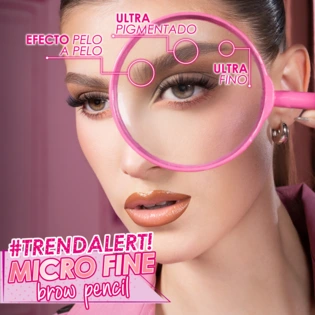 EFECTO PELO
A PELO
ULTRA
PIGMENTADO
ULTRA
FINO
#TRENDALERT!
MICRO FINE
brow pencil